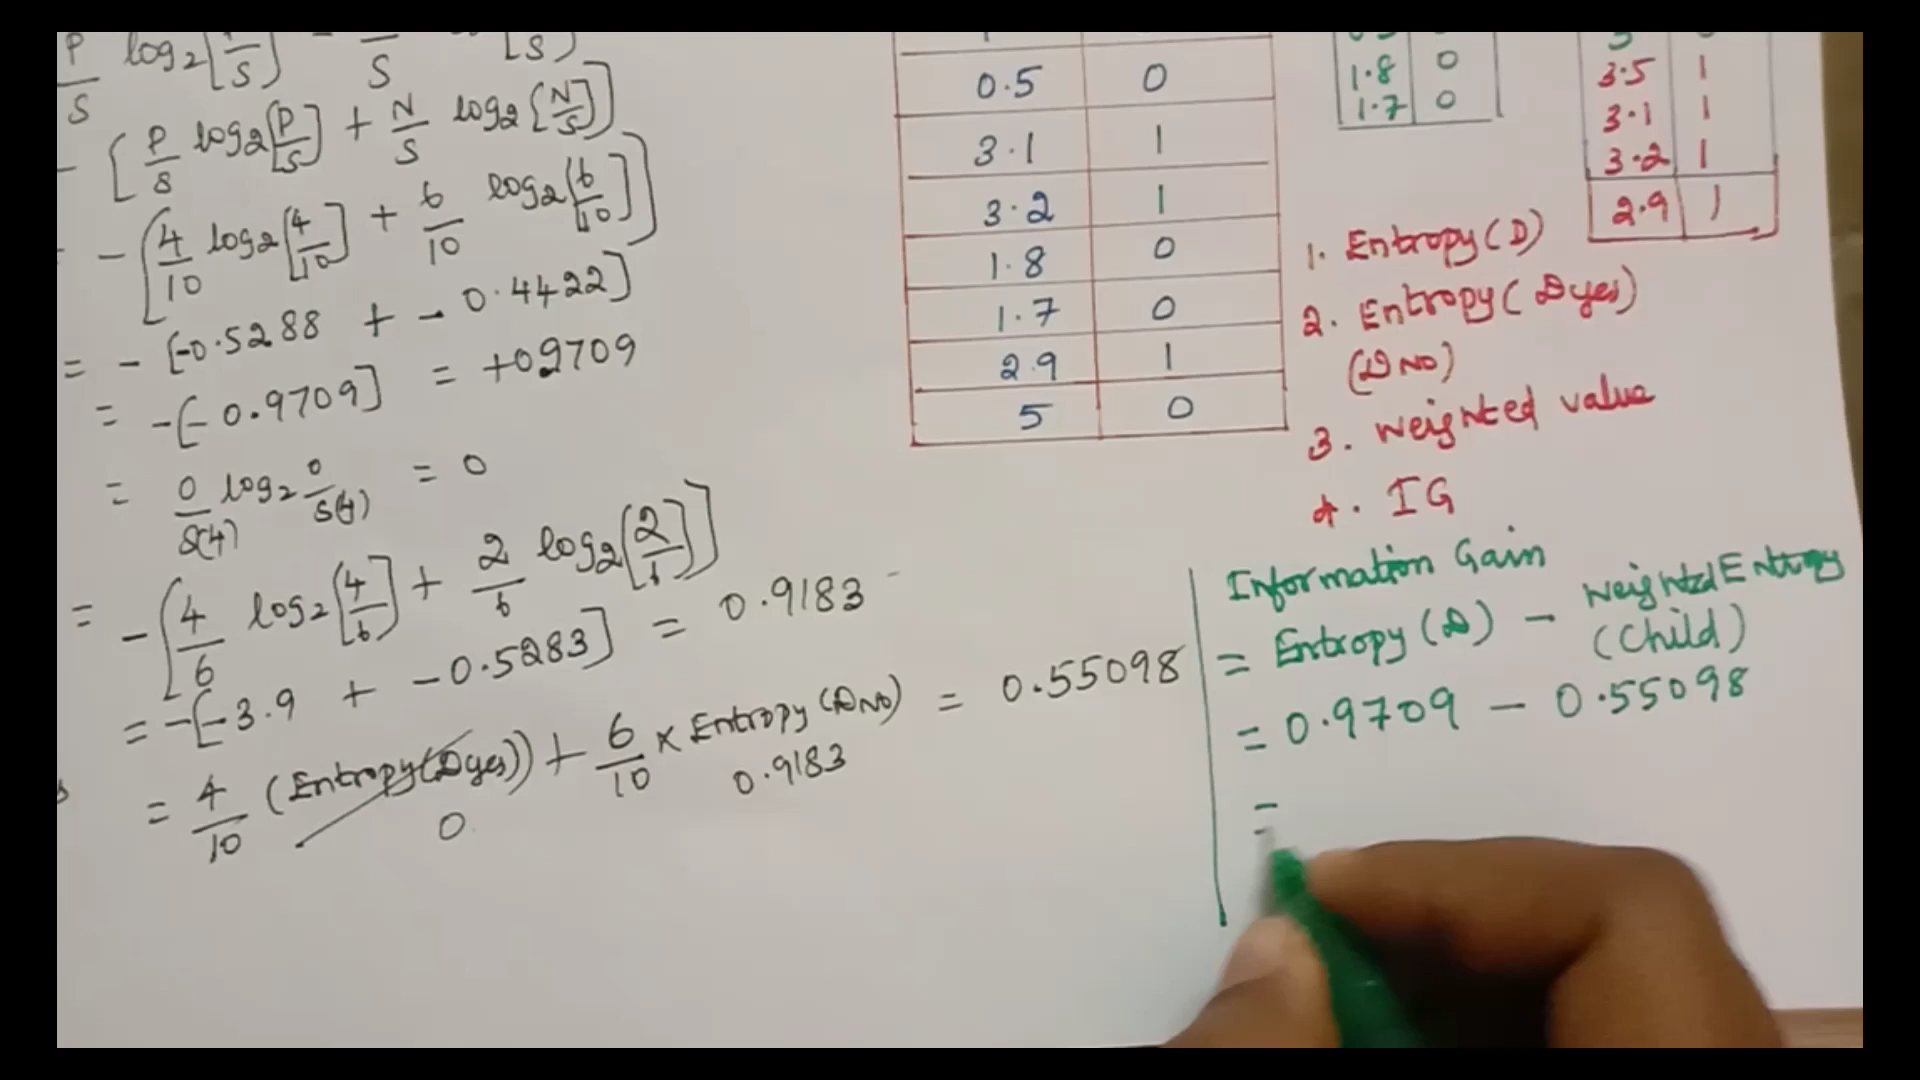 P/S log2[ /S] - /S [S]
- [P/S log2[P/S] + N/S log2[N/S]]
= - [4/10 log2[4/10] + 6/10 log2[6/10]]
= - [-0.5288 + - 0.4422]
= -[-0.9709] = +0.9709
= 0/S(4) log2 0/S(4) = 0
= - [4/6 log2[4/6] + 2/6 log2[2/6]]
= -[-3.9 + -0.5283] = 0.9183
= 4/10 (Entropy(Dyes)) + 6/10 × Entropy(DNO) = 0.55098
0
0.9183
0.5 0
3.1 1
3.2 1
1.8 0
1.7 0
2.9 1
5 0
1.8 0
1.7 0
5
3.5 1
3.1 1
3.2 1
2.9 1
1. Entropy(D)
2. Entropy(Dyes)
(DNO)
3. Weighted value
4. IG
Information Gain
= Entropy(D) - Weighted Entropy
(Child)
= 0.9709 - 0.55098
=